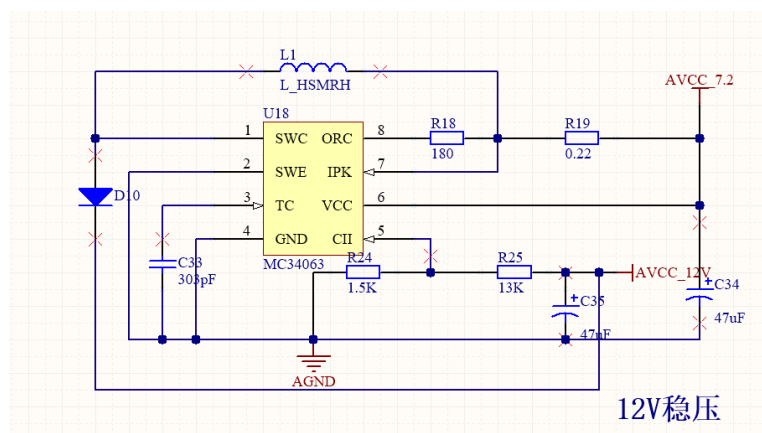 L1
L_HSMRH
AVCC_7.2
U18
1
SWC
ORC
8
R18
180
R19
0.22
2
SWE
IPK
7
D10
3
TC
VCC
6
4
GND
CII
5
C33
303pF
MC34063
R24
1.5K
R25
13K
AVCC_12V
C34
47uF
C35
47uF
AGND
12V稳压